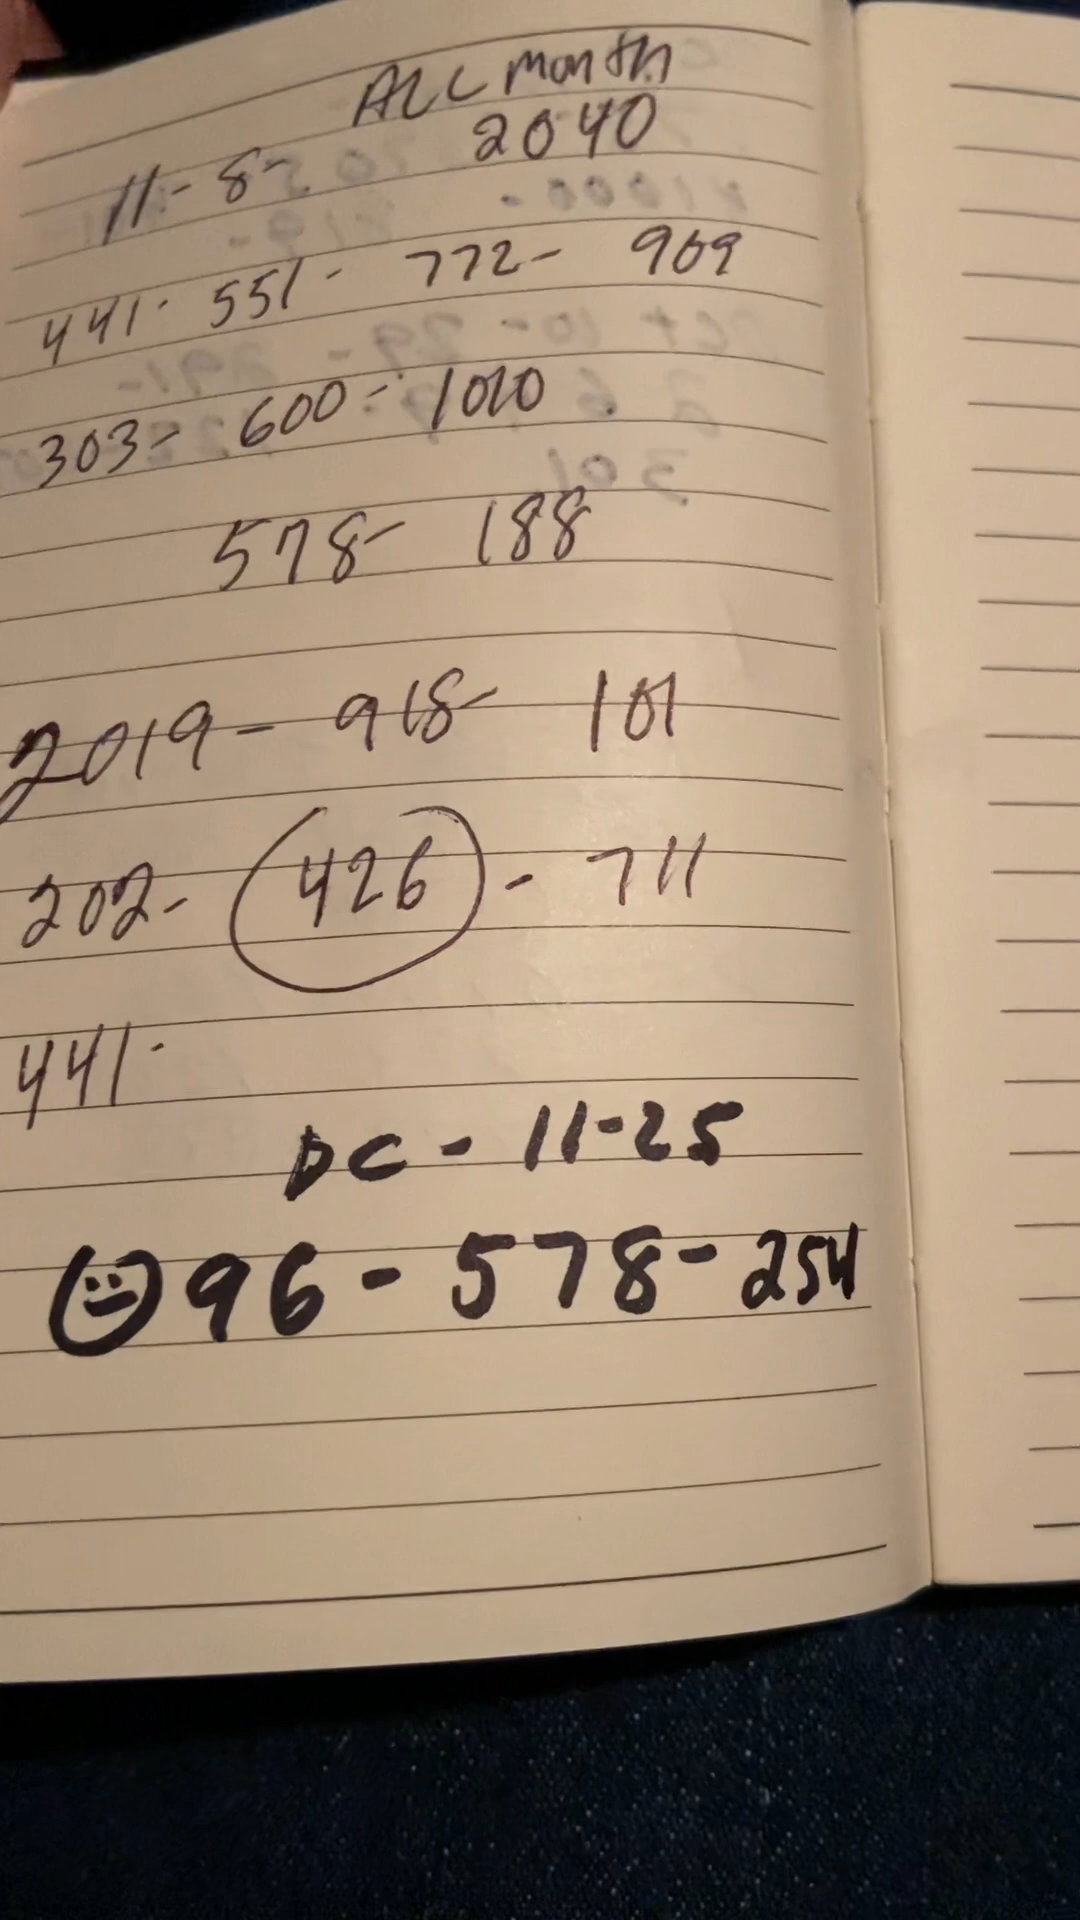 ALL Month
2040
11- 8-
441- 551- 772- 909
303- 600- 1010
578- 188
2019- 918- 101
202- 426 - 711
441-
DC - 11-25
96 - 578 - 254